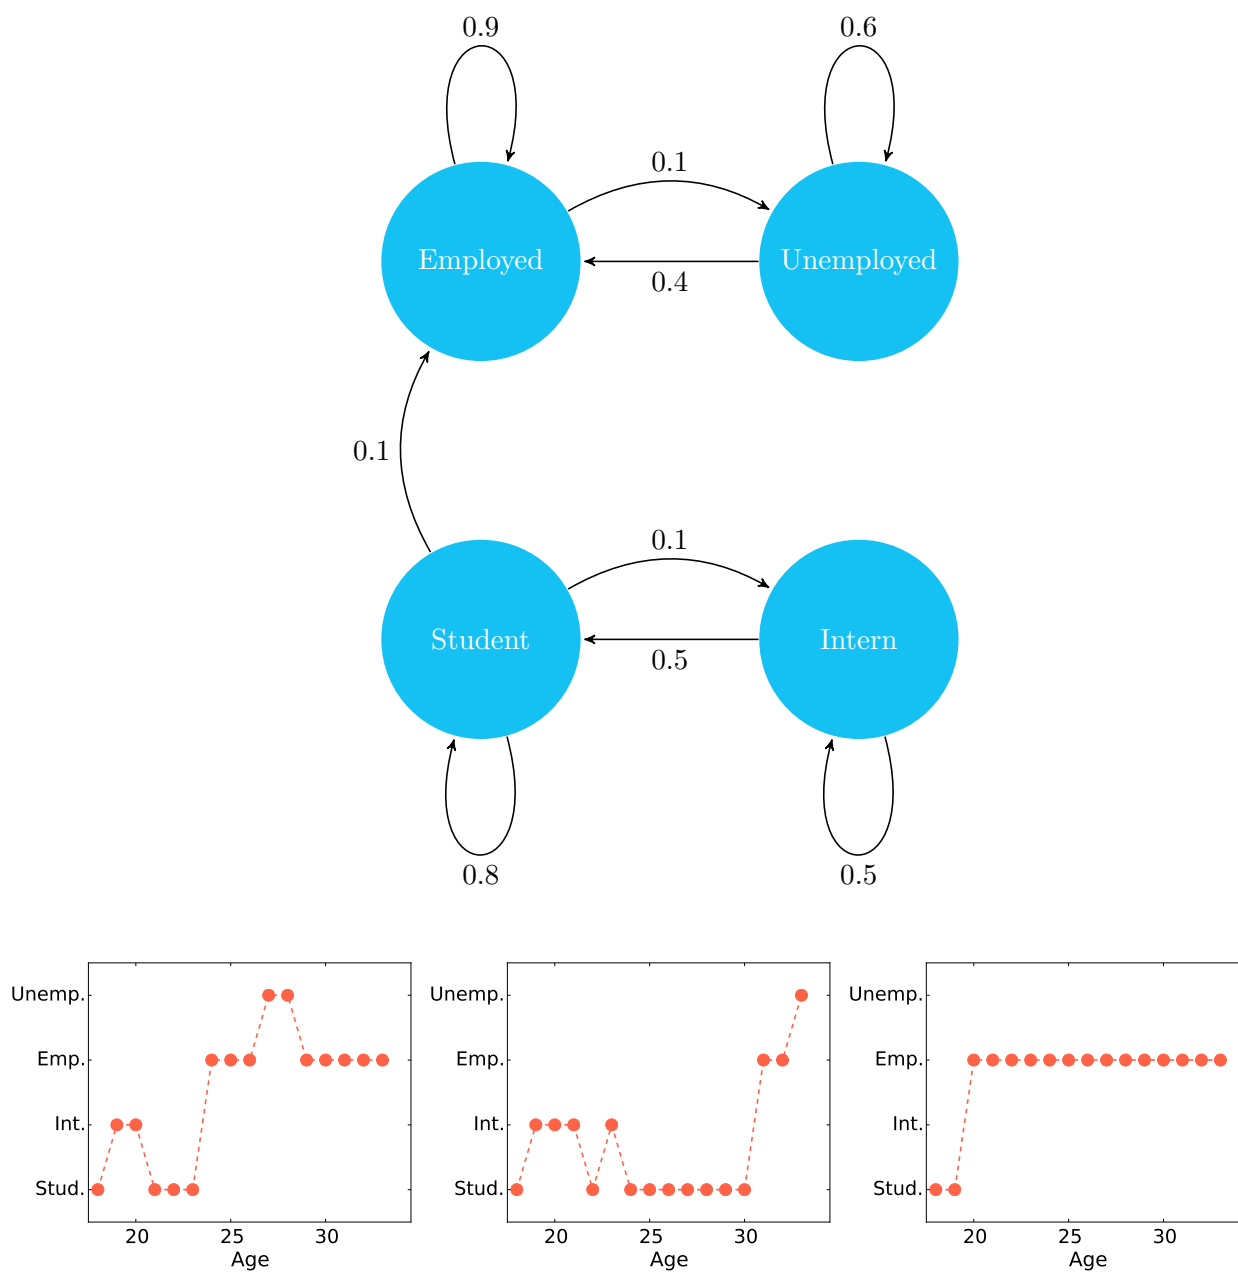 0.9 0.6
0.1
Employed Unemployed
0.4
0.1
0.1
Student Intern
0.5
0.8 0.5
Unemp. Unemp. Unemp.
Emp. Emp. Emp.
Int. Int. Int.
Stud. Stud. Stud.
20 25 30 20 25 30 20 25 30
Age Age Age